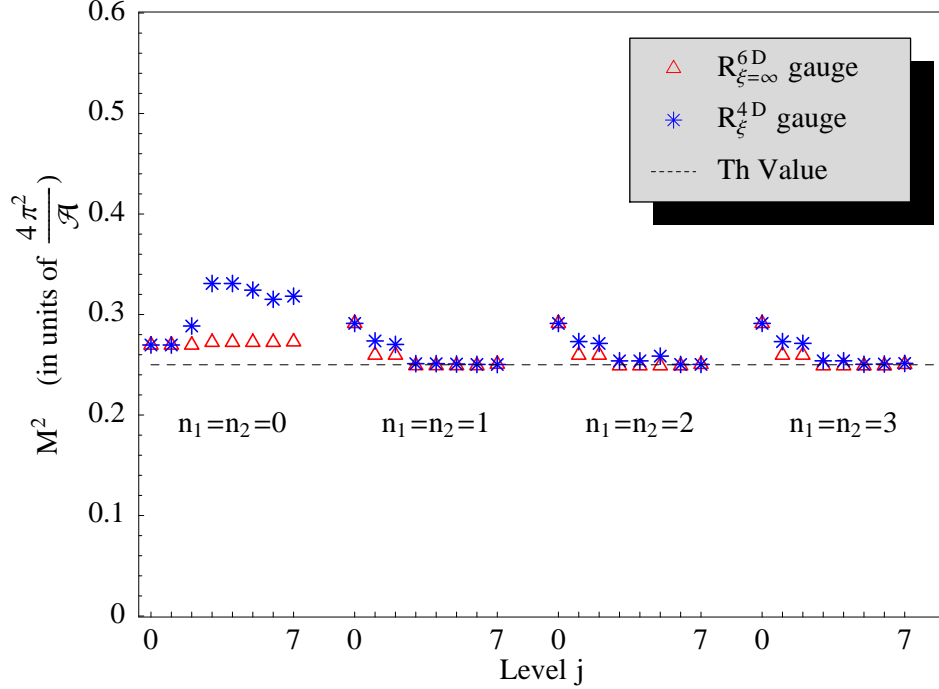 0.6
0.5
0.4
0.3
0.2
0.1
0
M² (in units of 4π²/𝒜)
R^{6D}_{ξ=∞} gauge
R^{4D}_{ξ} gauge
Th Value
n₁=n₂=0 n₁=n₂=1 n₁=n₂=2 n₁=n₂=3
0 7 0 7 0 7 0 7
Level j